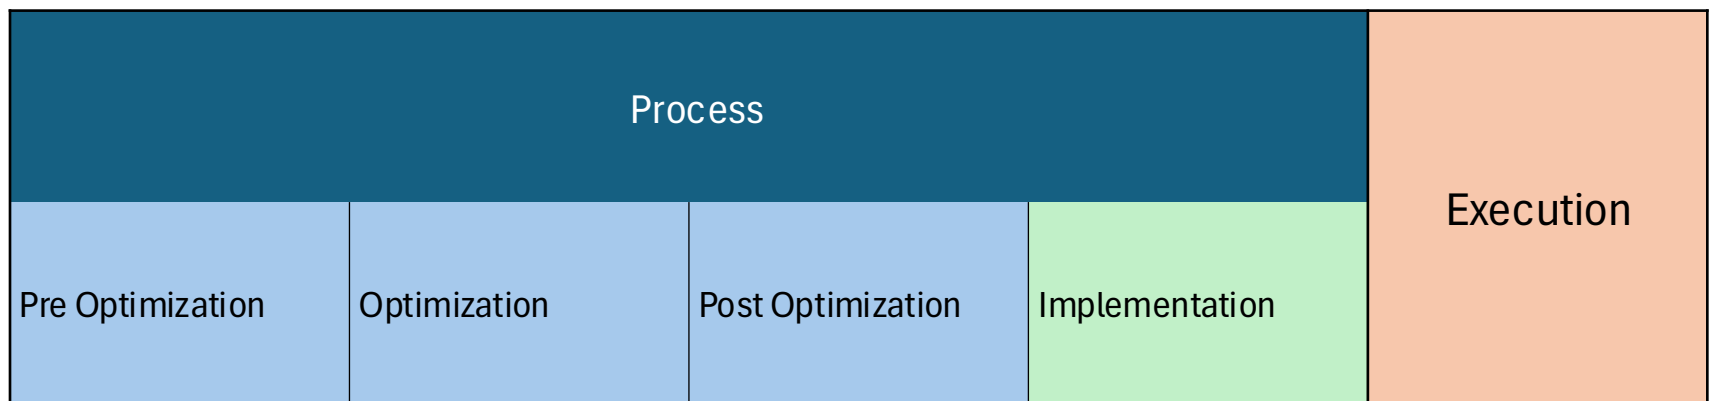 Process
Execution
Pre Optimization
Optimization
Post Optimization
Implementation